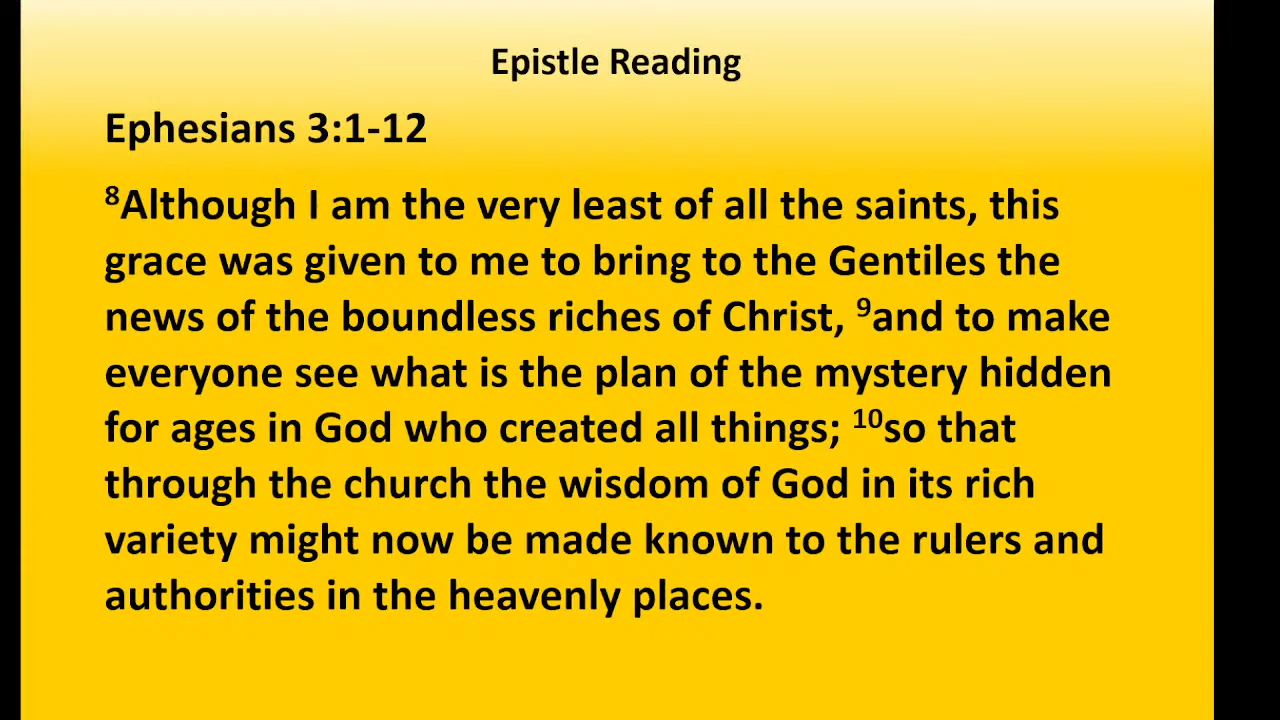 Epistle Reading
Ephesians 3:1-12
⁸Although I am the very least of all the saints, this
grace was given to me to bring to the Gentiles the
news of the boundless riches of Christ, ⁹and to make
everyone see what is the plan of the mystery hidden
for ages in God who created all things; ¹⁰so that
through the church the wisdom of God in its rich
variety might now be made known to the rulers and
authorities in the heavenly places.